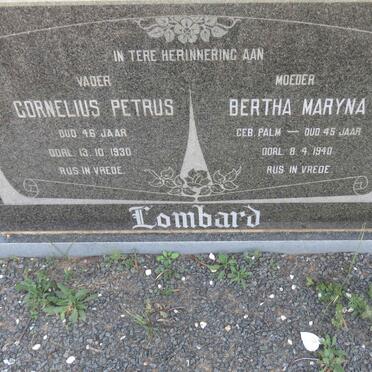 IN TERE HERINNERING AAN
VADER
CORNELIUS PETRUS
OUD 46 JAAR
OORL. 13. 10. 1930
RUS IN VREDE
MOEDER
BERTHA MARYNA
GEB. PALM — OUD 45 JAAR
OORL. 8. 4. 1940
RUS IN VREDE
Lombard